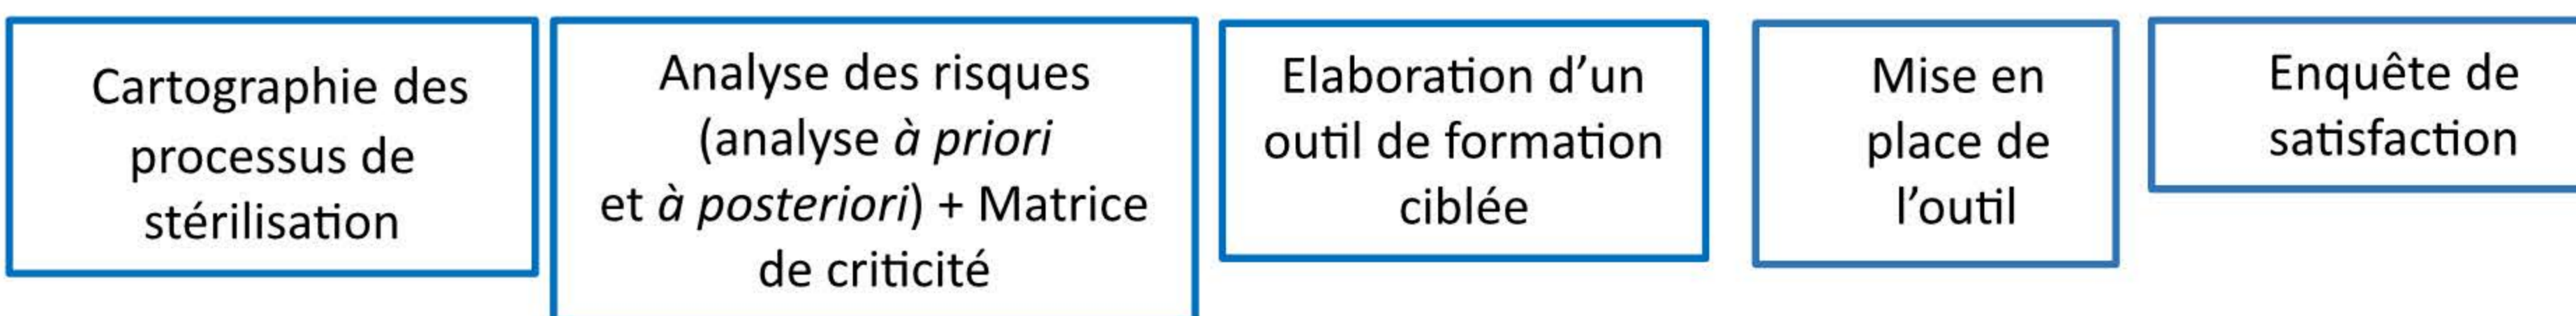 Cartographie des
processus de
stérilisation
Analyse des risques
(analyse à priori
et à posteriori) + Matrice
de criticité
Elaboration d’un
outil de formation
ciblée
Mise en
place de
l’outil
Enquête de
satisfaction